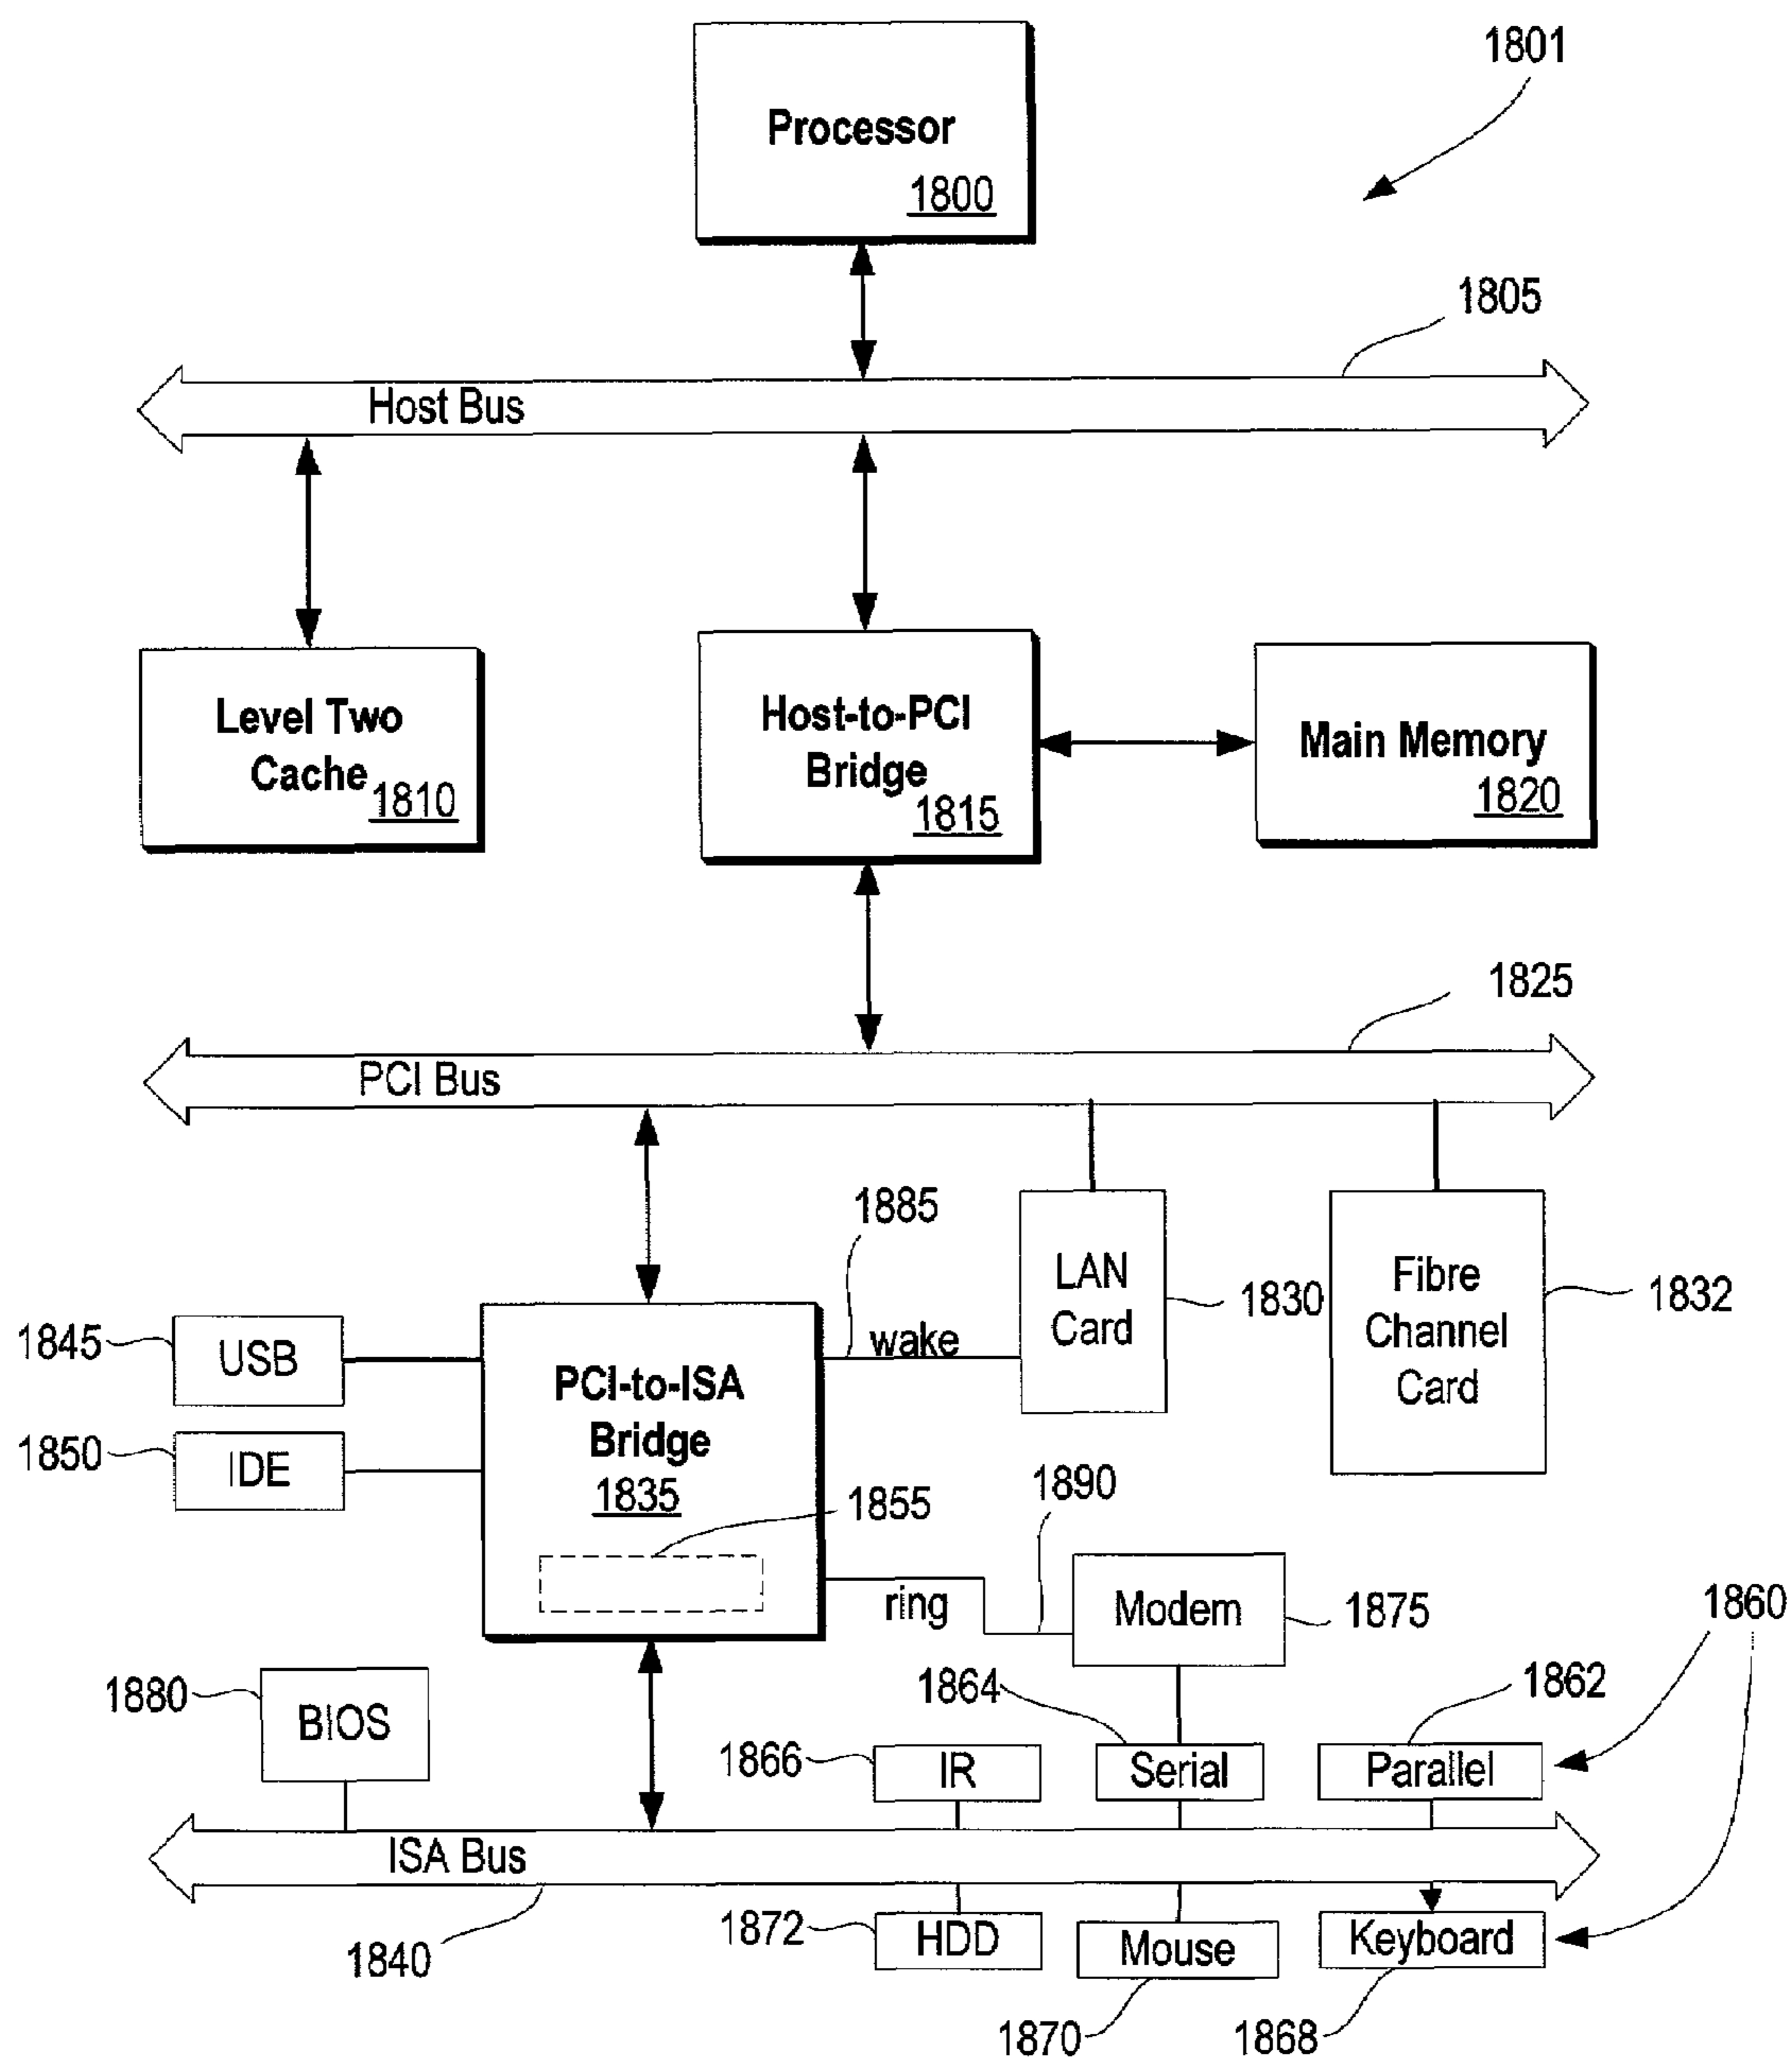 1801
Processor
1800
1805
Host Bus
Level Two
Cache
1810
Host-to-PCI
Bridge
1815
Main Memory
1820
1825
PCI Bus
1885
LAN
Card
1830
Fibre
Channel
Card
1832
1845
USB
wake
PCI-to-ISA
Bridge
1835
1850
IDE
1855
1890
ring
Modem
1875
1860
1880
BIOS
1864
1862
1866
IR
Serial
Parallel
ISA Bus
1840
1872
HDD
Mouse
Keyboard
1870
1868